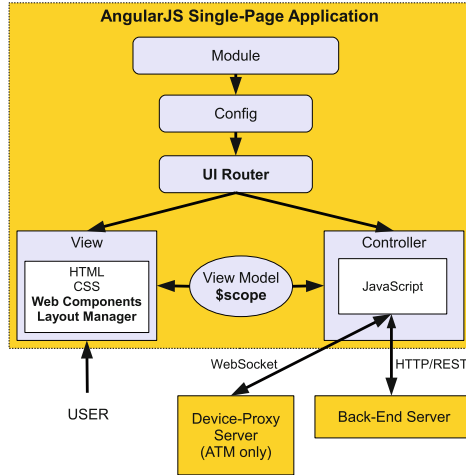 AngularJS Single-Page Application
Module
Config
UI Router
View
HTML
CSS
Web Components
Layout Manager
View Model
$scope
Controller
JavaScript
WebSocket
HTTP/REST
USER
Device-Proxy
Server
(ATM only)
Back-End Server